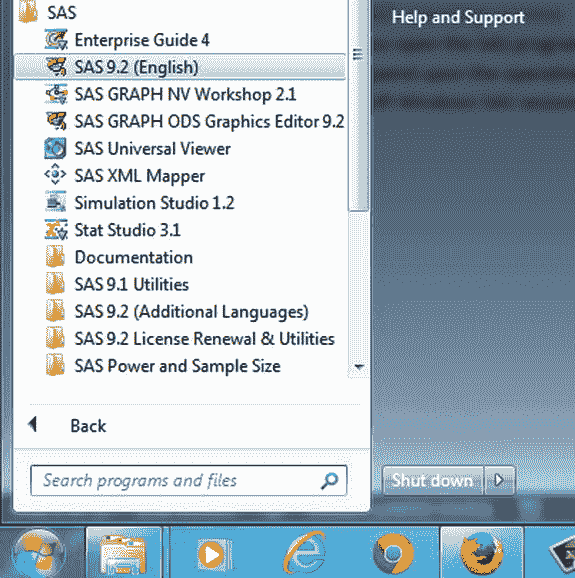 SAS
Enterprise Guide 4
SAS 9.2 (English)
SAS GRAPH NV Workshop 2.1
SAS GRAPH ODS Graphics Editor 9.2
SAS Universal Viewer
SAS XML Mapper
Simulation Studio 1.2
Stat Studio 3.1
Documentation
SAS 9.1 Utilities
SAS 9.2 (Additional Languages)
SAS 9.2 License Renewal & Utilities
SAS Power and Sample Size
Back
Search programs and files
Help and Support
Shut down